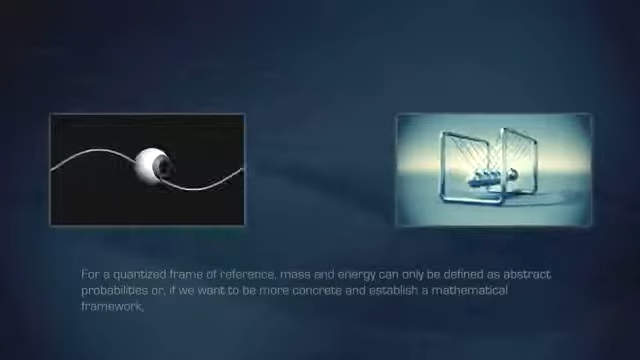 For a quantized frame of reference, mass and energy can only be defined as abstract
probabilities or, if we want to be more concrete and establish a mathematical
framework,